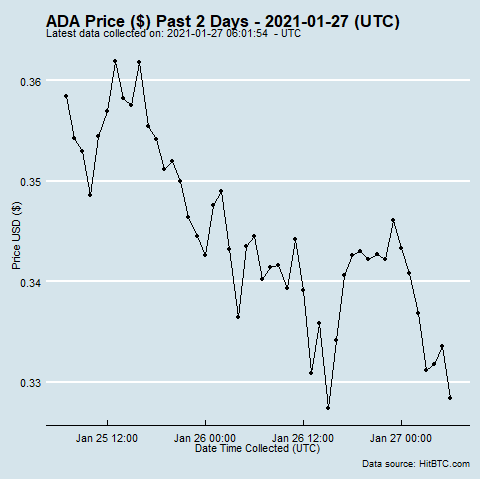 ADA Price ($) Past 2 Days - 2021-01-27 (UTC)
Latest data collected on: 2021-01-27 06:01:54 - UTC
0.36
0.35
0.34
0.33
Price USD ($)
Jan 25 12:00 Jan 26 00:00 Jan 26 12:00 Jan 27 00:00
Date Time Collected (UTC)
Data source: HitBTC.com